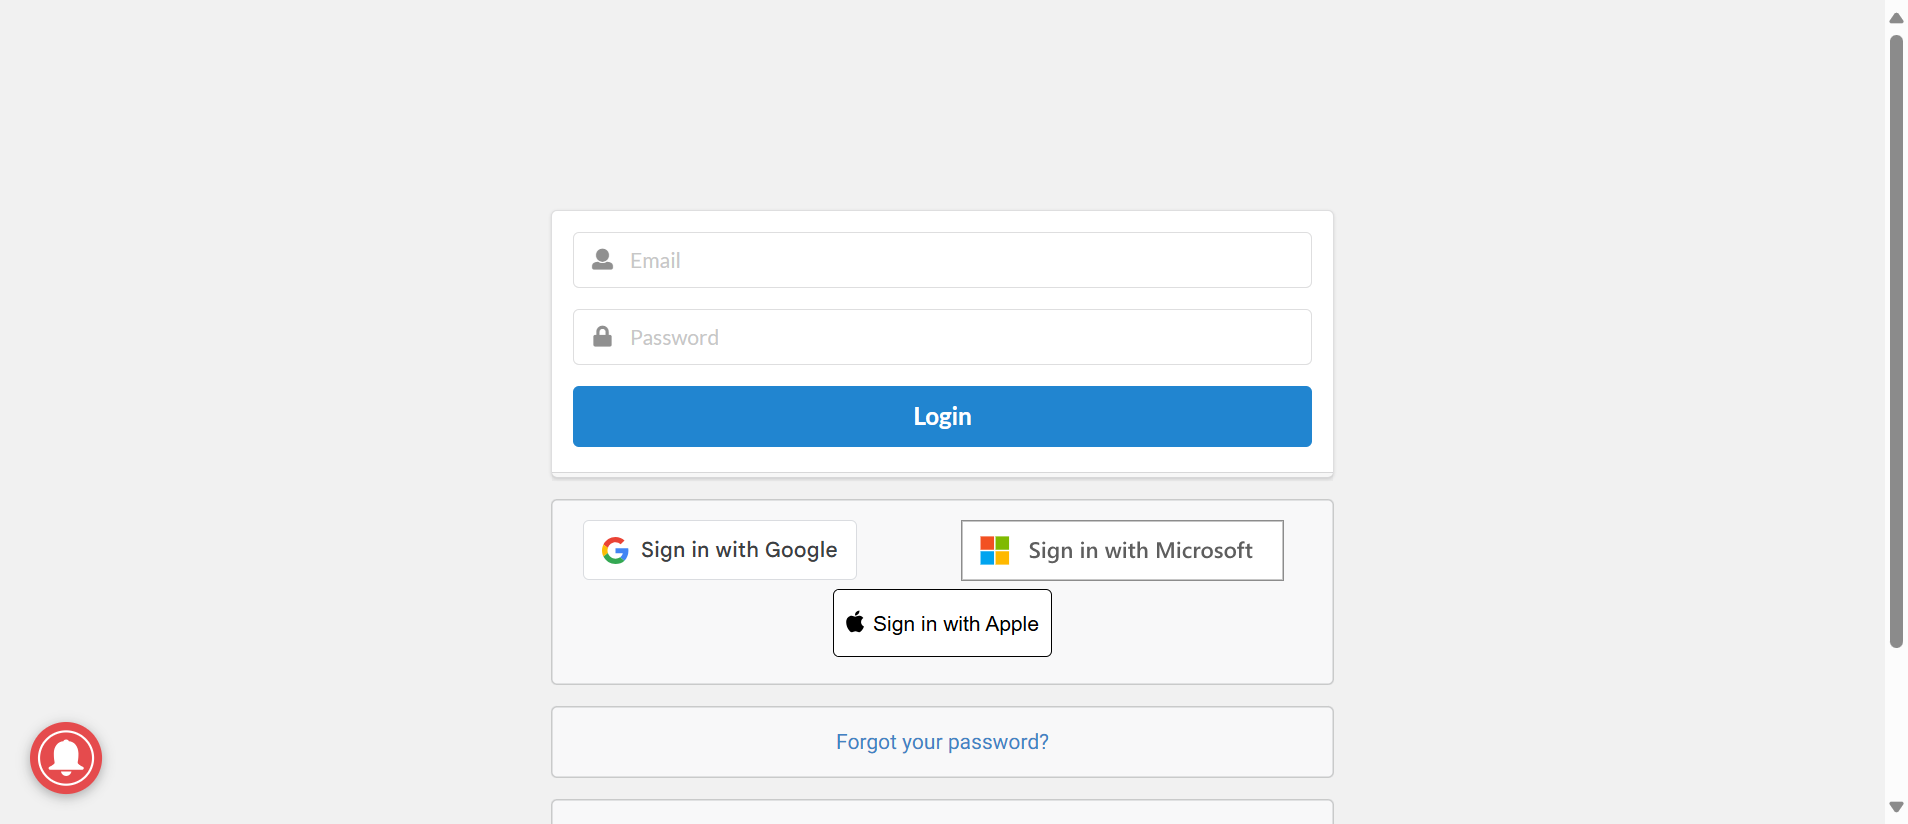 Email
Password
Login
Sign in with Google
Sign in with Microsoft
Sign in with Apple
Forgot your password?